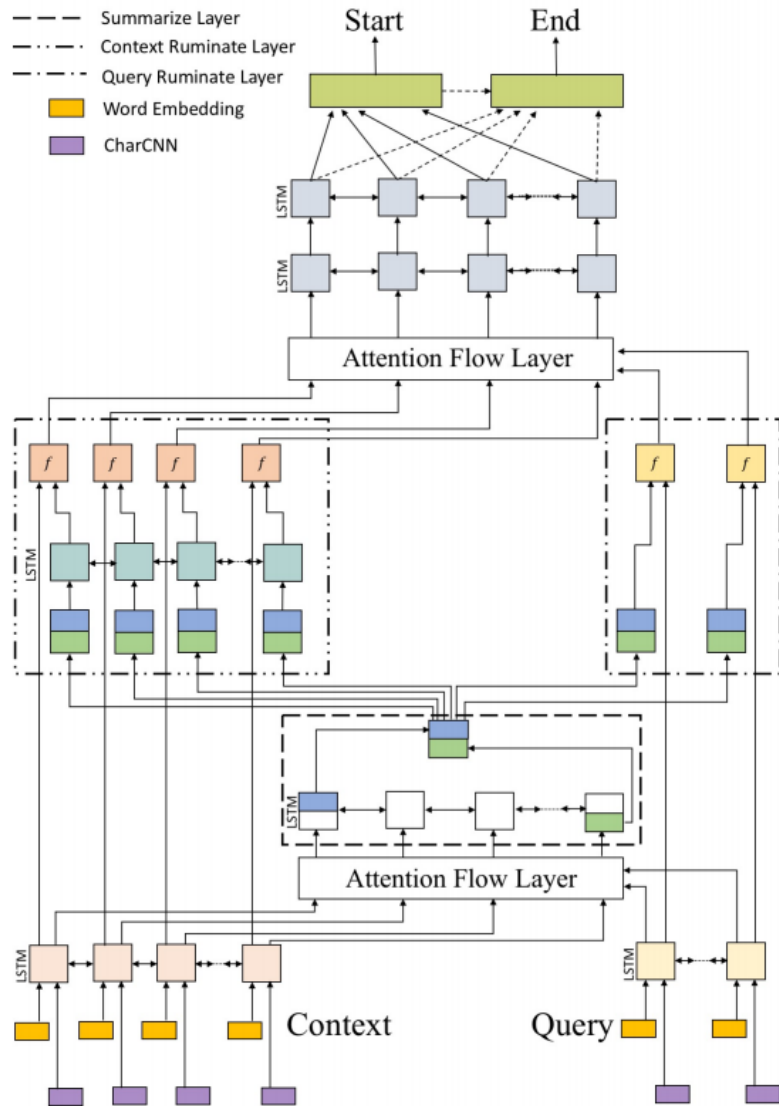 Summarize Layer
Context Ruminate Layer
Query Ruminate Layer
Word Embedding
CharCNN
Start End
LSTM
LSTM
Attention Flow Layer
f f f f f f
LSTM
LSTM
Attention Flow Layer
LSTM LSTM
Context Query